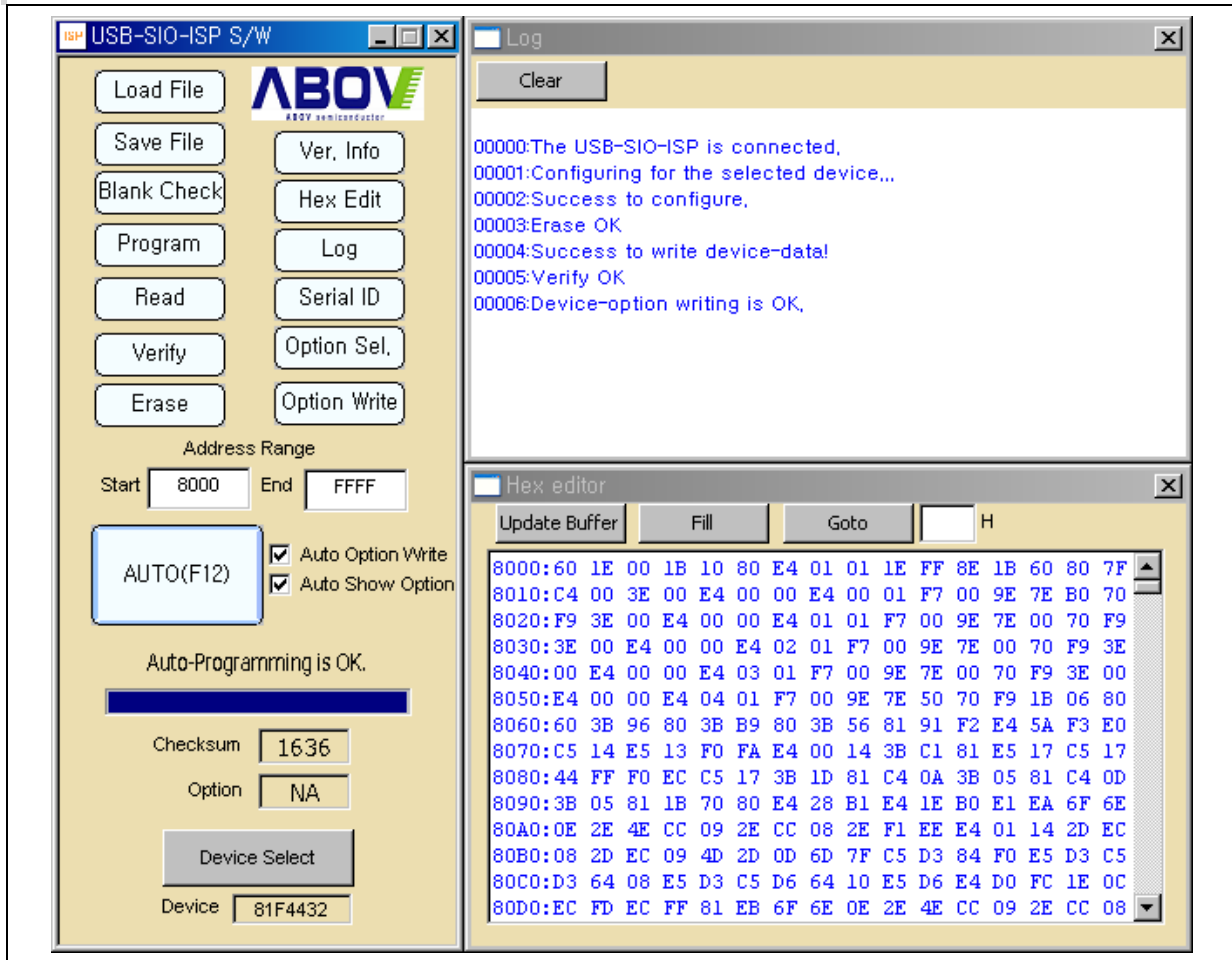 ISP USB-SIO-ISP S/W
Load File
ABOV
ABOV semiconductor
Save File
Ver, Info
Blank Check
Hex Edit
Program
Log
Read
Serial ID
Verify
Option Sel,
Erase
Option Write
Address Range
Start 8000 End FFFF
AUTO(F12)
Auto Option Write
Auto Show Option
Auto-Programming is OK.
Checksum 1636
Option NA
Device Select
Device 81F4432
Log
Clear
00000:The USB-SIO-ISP is connected,
00001:Configuring for the selected device,,,
00002:Success to configure,
00003:Erase OK
00004:Success to write device-data!
00005:Verify OK
00006:Device-option writing is OK,
Hex editor
Update Buffer Fill Goto H
8000:60 1E 00 1B 10 80 E4 01 01 1E FF 8E 1B 60 80 7F
8010:C4 00 3E 00 E4 00 00 E4 00 01 F7 00 9E 7E B0 70
8020:F9 3E 00 E4 00 00 E4 01 01 F7 00 9E 7E 00 70 F9
8030:3E 00 E4 00 00 E4 02 01 F7 00 9E 7E 00 70 F9 3E
8040:00 E4 00 00 E4 03 01 F7 00 9E 7E 00 70 F9 3E 00
8050:E4 00 00 E4 04 01 F7 00 9E 7E 50 70 F9 1B 06 80
8060:60 3B 96 80 3B B9 80 3B 56 81 91 F2 E4 5A F3 E0
8070:C5 14 E5 13 F0 FA E4 00 14 3B C1 81 E5 17 C5 17
8080:44 FF F0 EC C5 17 3B 1D 81 C4 0A 3B 05 81 C4 0D
8090:3B 05 81 1B 70 80 E4 28 B1 E4 1E B0 E1 EA 6F 6E
80A0:0E 2E 4E CC 09 2E CC 08 2E F1 EE E4 01 14 2D EC
80B0:08 2D EC 09 4D 2D 0D 6D 7F C5 D3 84 F0 E5 D3 C5
80C0:D3 64 08 E5 D3 C5 D6 64 10 E5 D6 E4 D0 FC 1E 0C
80D0:EC FD EC FF 81 EB 6F 6E 0E 2E 4E CC 09 2E CC 08